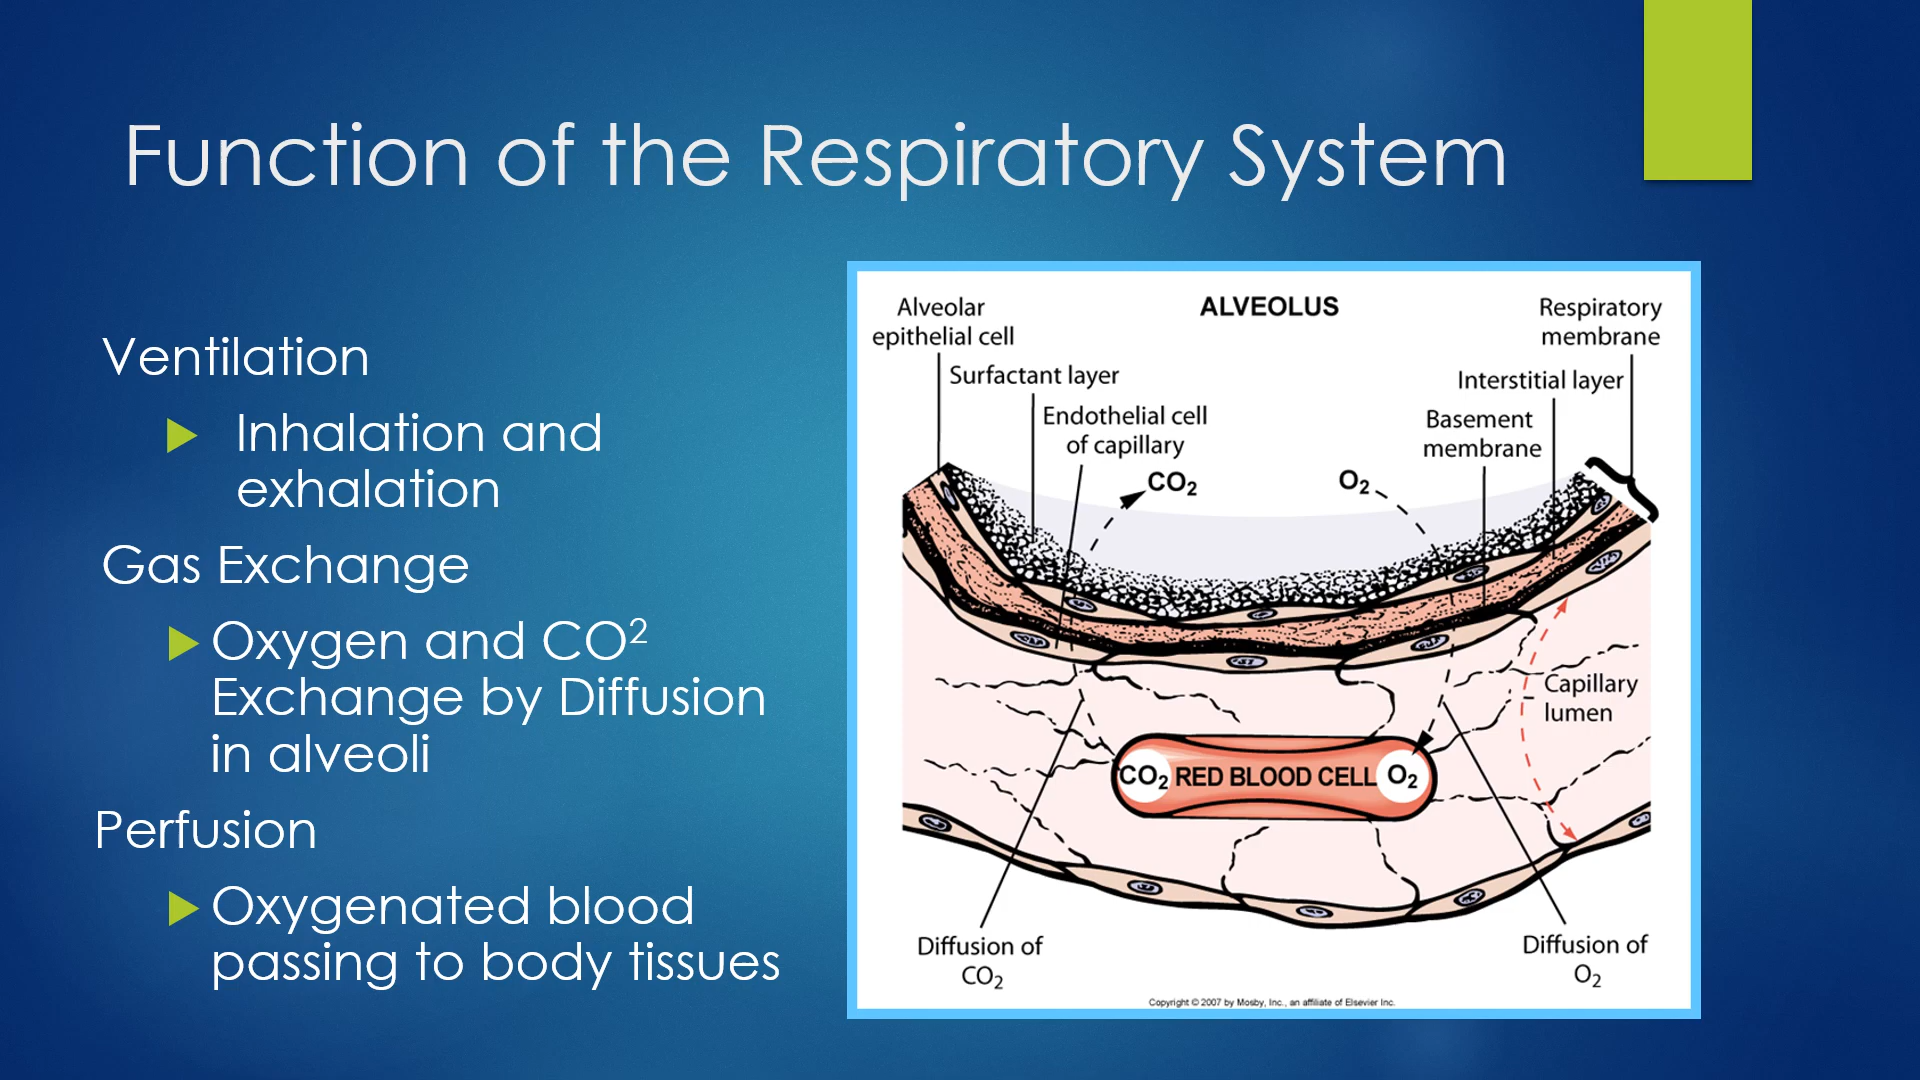 Function of the Respiratory System
Ventilation
Inhalation and
exhalation
Gas Exchange
Oxygen and CO²
Exchange by Diffusion
in alveoli
Perfusion
Oxygenated blood
passing to body tissues
ALVEOLUS
Alveolar
epithelial cell
Surfactant layer
Endothelial cell
of capillary
CO₂
O₂
Respiratory
membrane
Interstitial layer
Basement
membrane
Capillary
lumen
CO₂ RED BLOOD CELL O₂
Diffusion of
CO₂
Diffusion of
O₂
Copyright © 2007 by Mosby, Inc., an affiliate of Elsevier Inc.